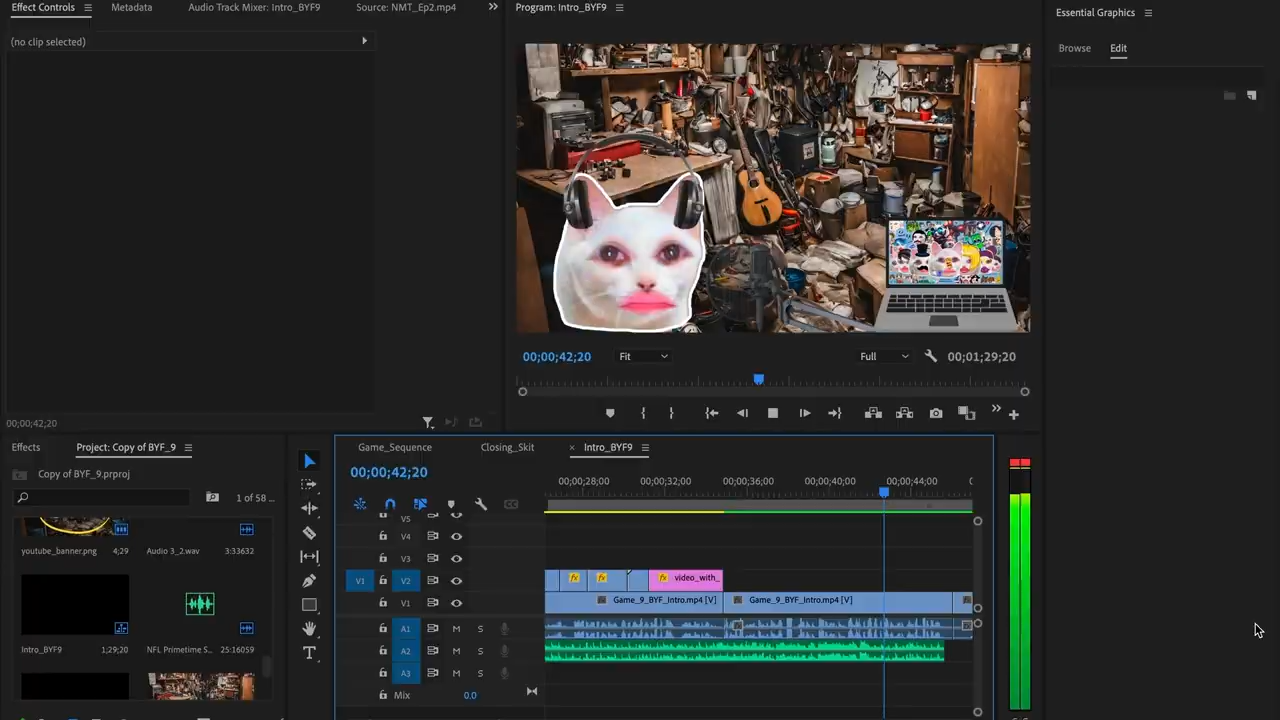 Effect Controls
Metadata
Audio Track Mixer: Intro_BYF9
Source: NMT_Ep2.mp4
(no clip selected)
00;00;42;20
Program: Intro_BYF9
00;00;42;20
Fit
Full
00;01;29;20
Essential Graphics
Browse
Edit
Effects
Project: Copy of BYF_9
Copy of BYF_9.prproj
1 of 58 ...
youtube_banner.png
4;29
Audio 3_2.wav
3:33632
Intro_BYF9
1;29;20
NFL Primetime S...
25:16059
Game_Sequence
Closing_Skit
× Intro_BYF9
00;00;42;20
00;00;28;00
00;00;32;00
00;00;36;00
00;00;40;00
00;00;44;00
V5
V4
V3
V1
V2
fx
fx
fx
video_with_
V1
Game_9_BYF_Intro.mp4 [V]
Game_9_BYF_Intro.mp4 [V]
A1
M
S
A2
M
S
A3
M
S
Mix
0.0